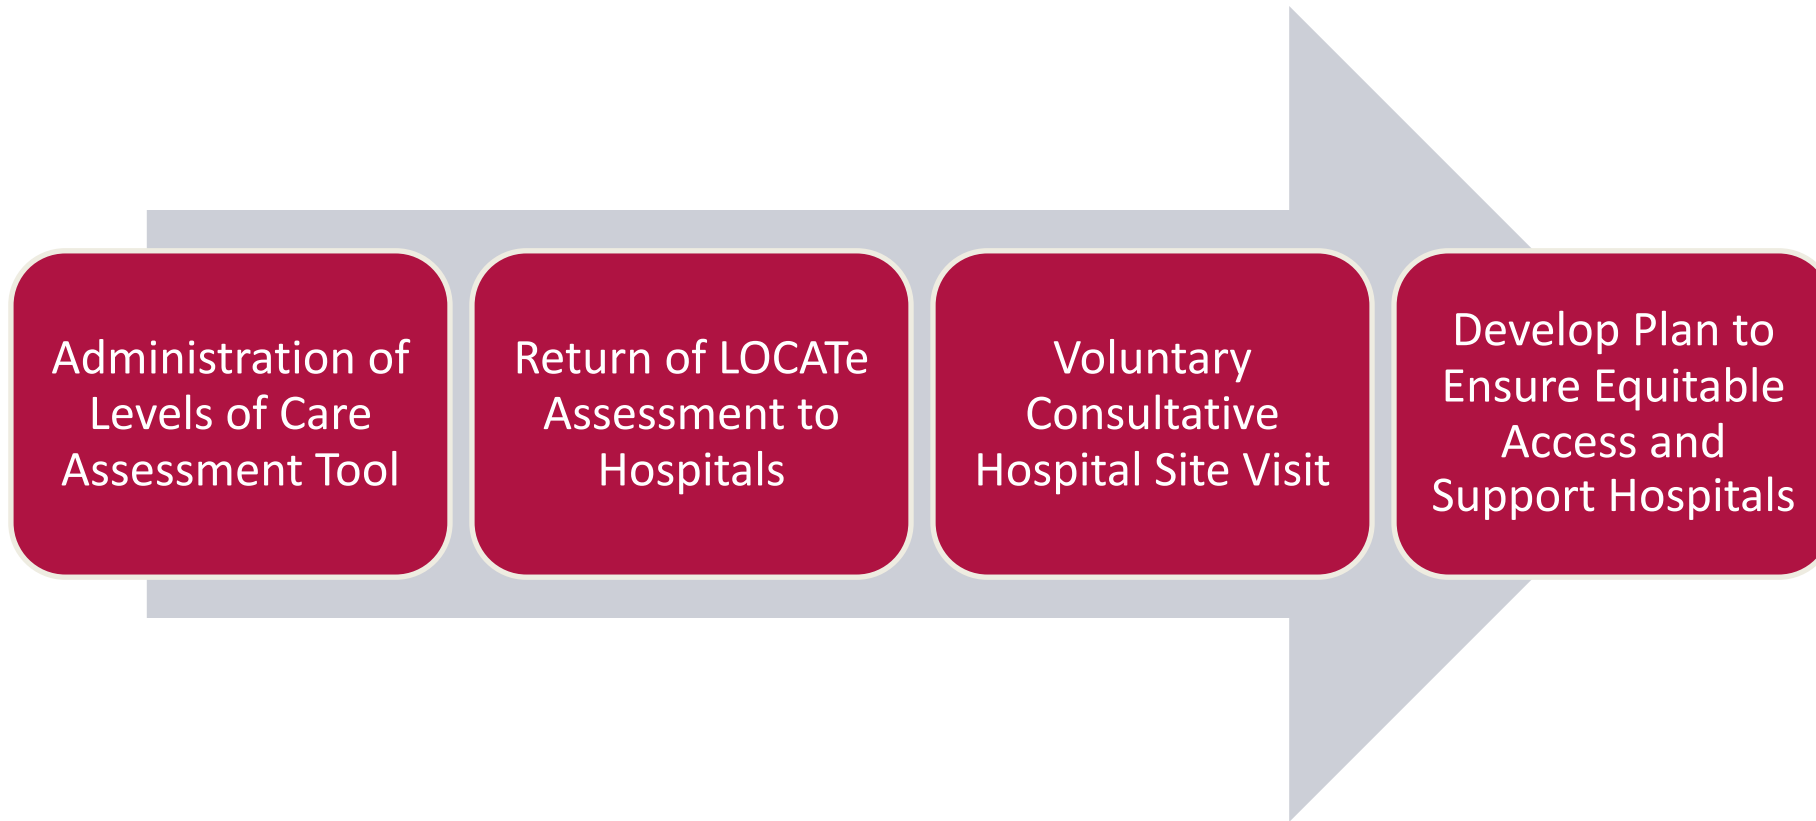 Administration of
Levels of Care
Assessment Tool
Return of LOCATe
Assessment to
Hospitals
Voluntary
Consultative
Hospital Site Visit
Develop Plan to
Ensure Equitable
Access and
Support Hospitals